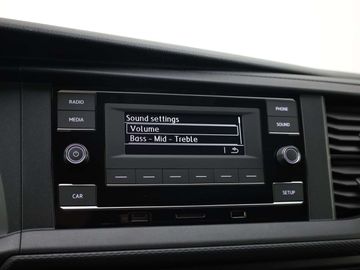 RADIO
MEDIA
Sound settings
Volume
Bass - Mid - Treble
PHONE
SOUND
CAR
SETUP